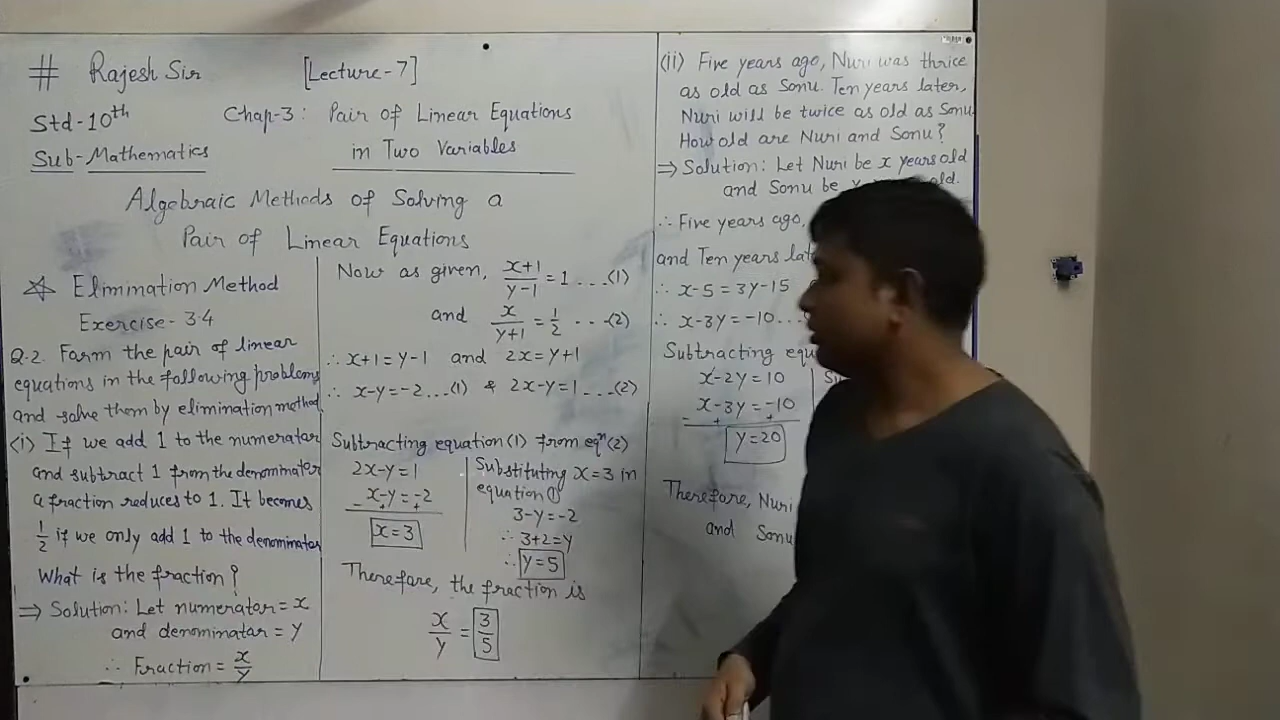 # Rajesh Sir
[Lecture-7]
Std-10th
Sub-Mathematics
Chap-3: Pair of Linear Equations
in Two Variables
Algebraic Methods of Solving a
Pair of Linear Equations
☆ Elimination Method
Exercise-3.4
Q-2. Farm the pair of linear
equations in the following problems
and solve them by elimination method
(i) If we add 1 to the numerator
and subtract 1 from the denominator
a fraction reduces to 1. It becomes
1/2 if we only add 1 to the denominator
What is the fraction?
⇒ Solution: Let numerator = x
and denominator = y
∴ Fraction = x/y
Now as given, (x+1)/(y-1) = 1 ...(1)
and x/(y+1) = 1/2 ...(2)
∴ x+1=y-1 and 2x=y+1
∴ x-y=-2 ...(1) & 2x-y=1 ...(2)
Subtracting equation(1) from eqn(2)
2x-y=1
x-y=-2
- + +
x=3
Substituting x=3 in
equation ①
3-y=-2
∴ 3+2=y
∴ y=5
Therefore, the fraction is
x/y = 3/5
(ii) Five years ago, Nuri was thrice
as old as Sonu. Ten years later,
Nuri will be twice as old as Sonu
How old are Nuri and Sonu?
⇒ Solution: Let Nuri be x years old
and Sonu be y old.
∴ Five years ago,
and Ten years
∴ x-5=3y-15
∴ x-3y=-10...
Subtracting
x-2y=10
x-3y=-10
- + +
y=20
Therefore, Nuri
and Sonu